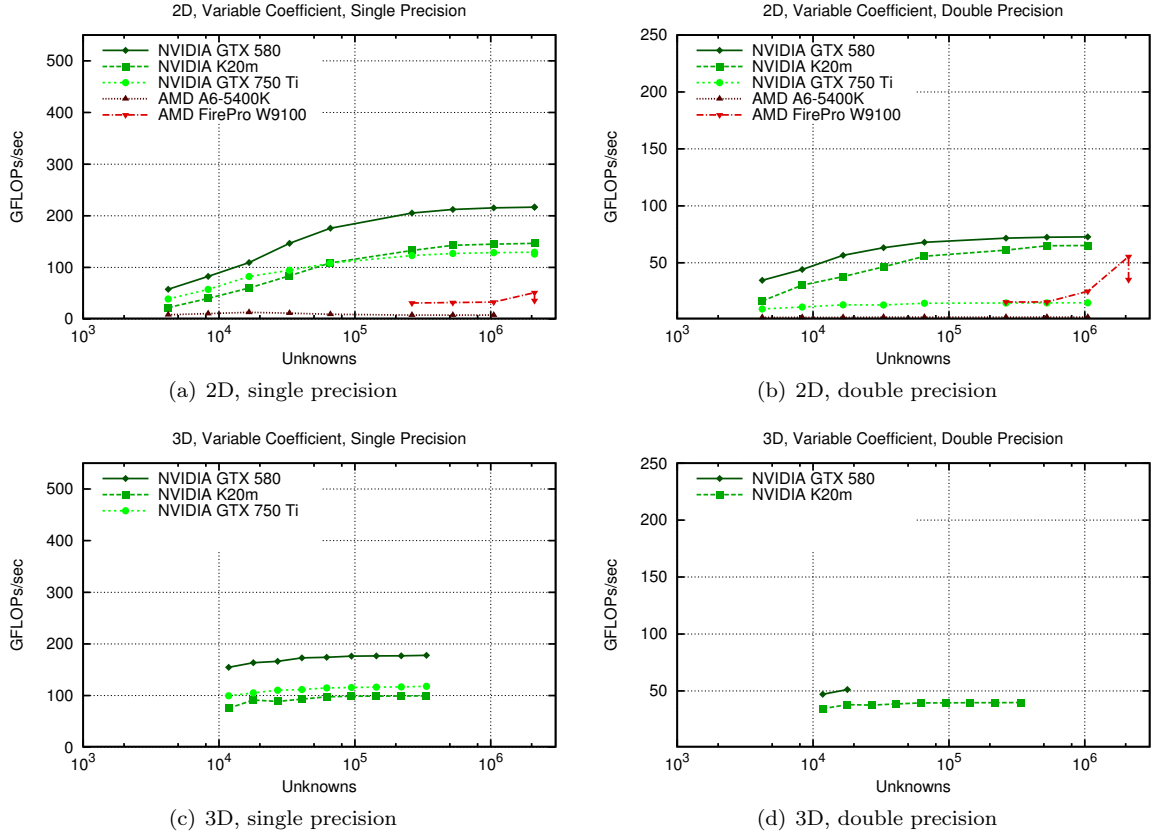 2D, Variable Coefficient, Single Precision
GFLOPs/sec
550
500
400
300
200
100
0
NVIDIA GTX 580
NVIDIA K20m
NVIDIA GTX 750 Ti
AMD A6-5400K
AMD FirePro W9100
10^3
10^4
10^5
10^6
Unknowns
(a) 2D, single precision
2D, Variable Coefficient, Double Precision
GFLOPs/sec
250
200
150
100
50
NVIDIA GTX 580
NVIDIA K20m
NVIDIA GTX 750 Ti
AMD A6-5400K
AMD FirePro W9100
10^3
10^4
10^5
10^6
Unknowns
(b) 2D, double precision
3D, Variable Coefficient, Single Precision
GFLOPs/sec
500
400
300
200
100
0
NVIDIA GTX 580
NVIDIA K20m
NVIDIA GTX 750 Ti
10^3
10^4
10^5
10^6
Unknowns
(c) 3D, single precision
3D, Variable Coefficient, Double Precision
GFLOPs/sec
250
200
150
100
50
NVIDIA GTX 580
NVIDIA K20m
10^3
10^4
10^5
10^6
Unknowns
(d) 3D, double precision